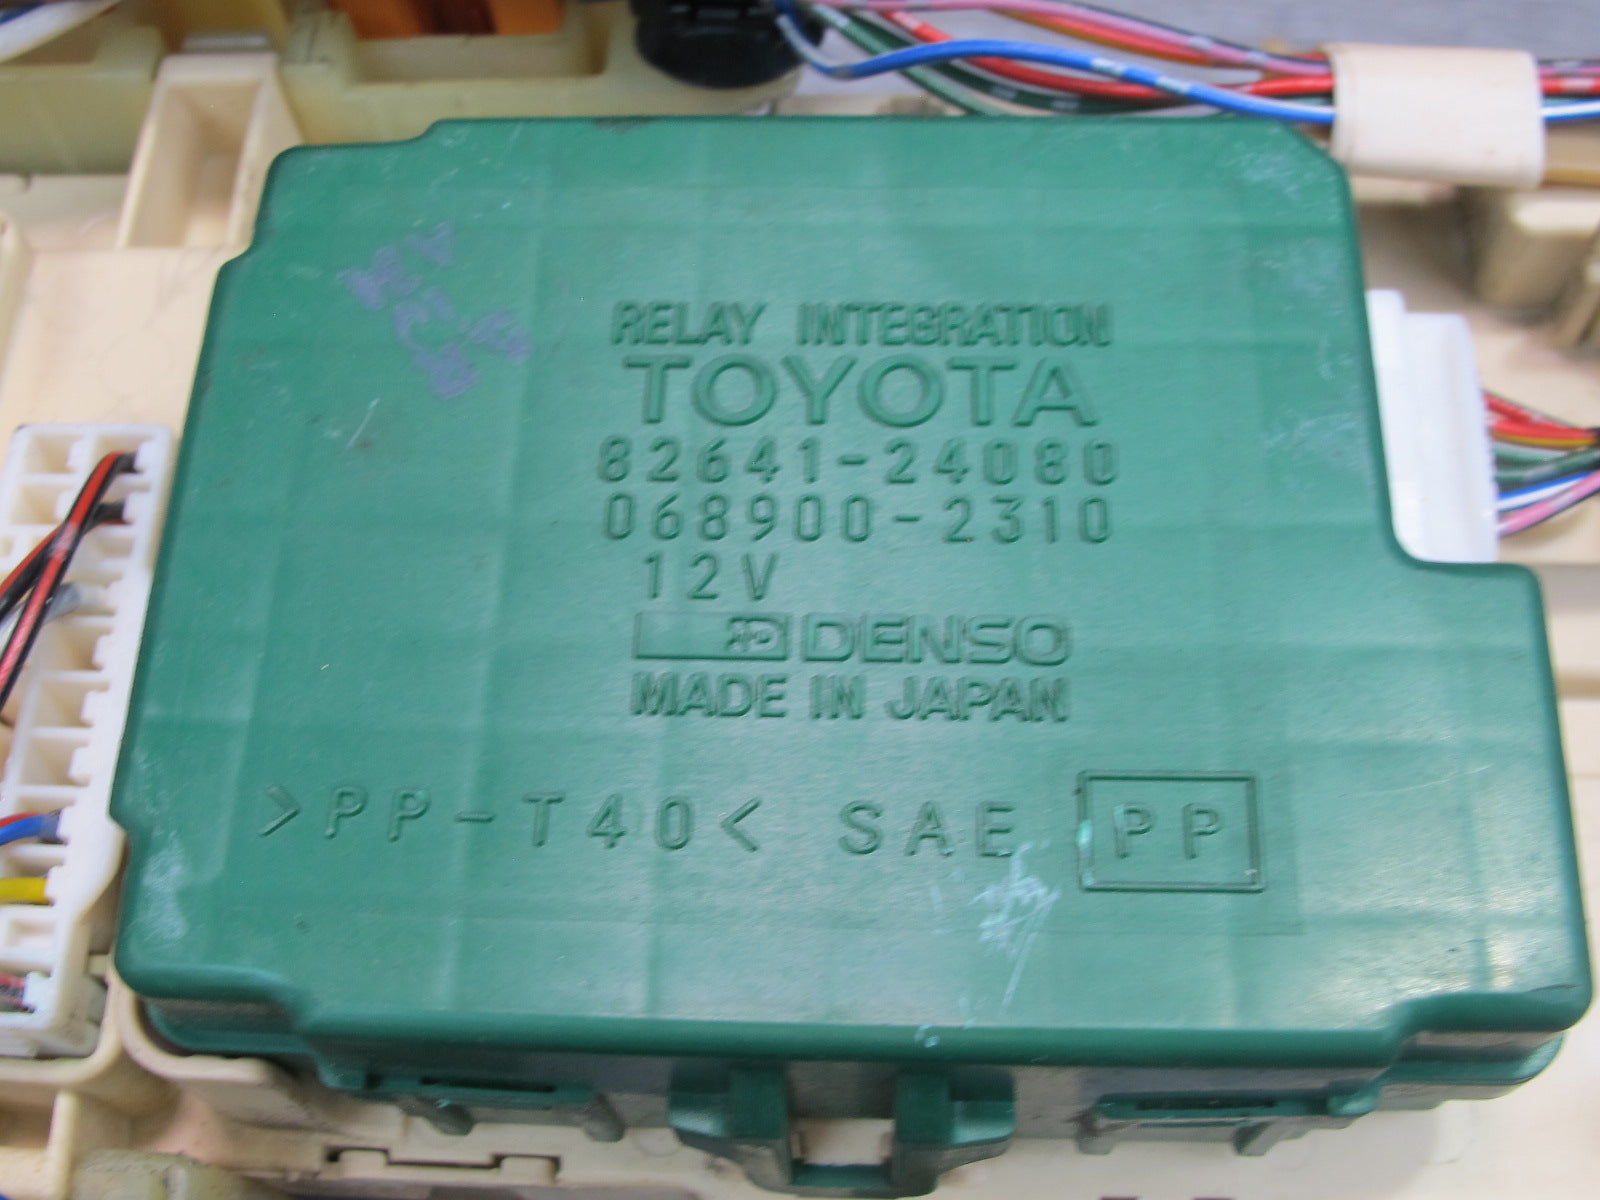 RELAY INTEGRATION
TOYOTA
82641-24080
068900-2310
12V
DENSO
MADE IN JAPAN
>PP-T40< SAE PP